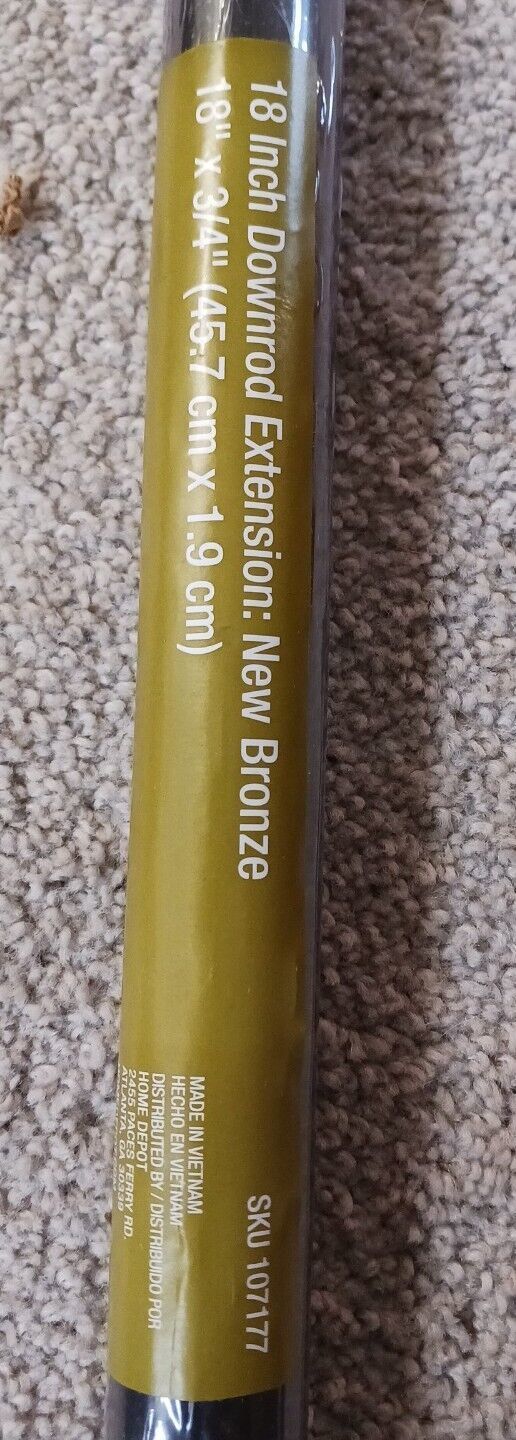 18 Inch Downrod Extension: New Bronze
18" x 3/4" (45.7 cm x 1.9 cm)
SKU 107177
MADE IN VIETNAM
HECHO EN VIETNAM
DISTRIBUTED BY / DISTRIBUIDO POR
HOME DEPOT
2455 PACES FERRY RD.
ATLANTA, GA 30339